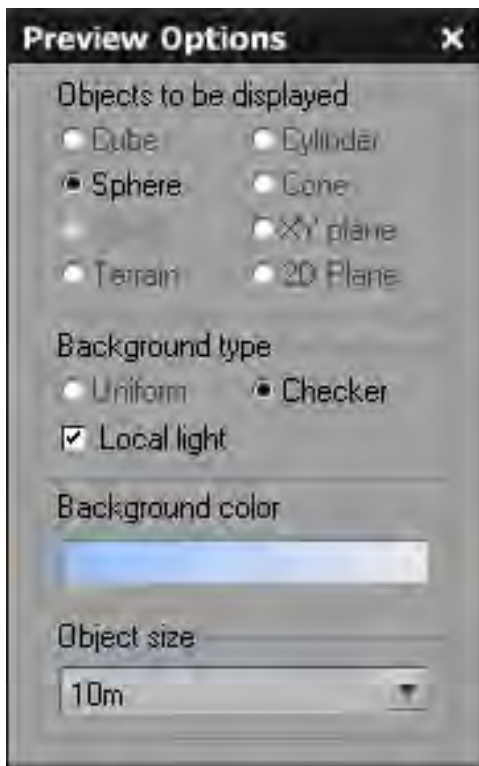 Preview Options
Objects to be displayed
Cube Cylinder
Sphere Cone
XY plane
Terrain 2D Plane
Background type
Uniform Checker
Local light
Background color
Object size
10m